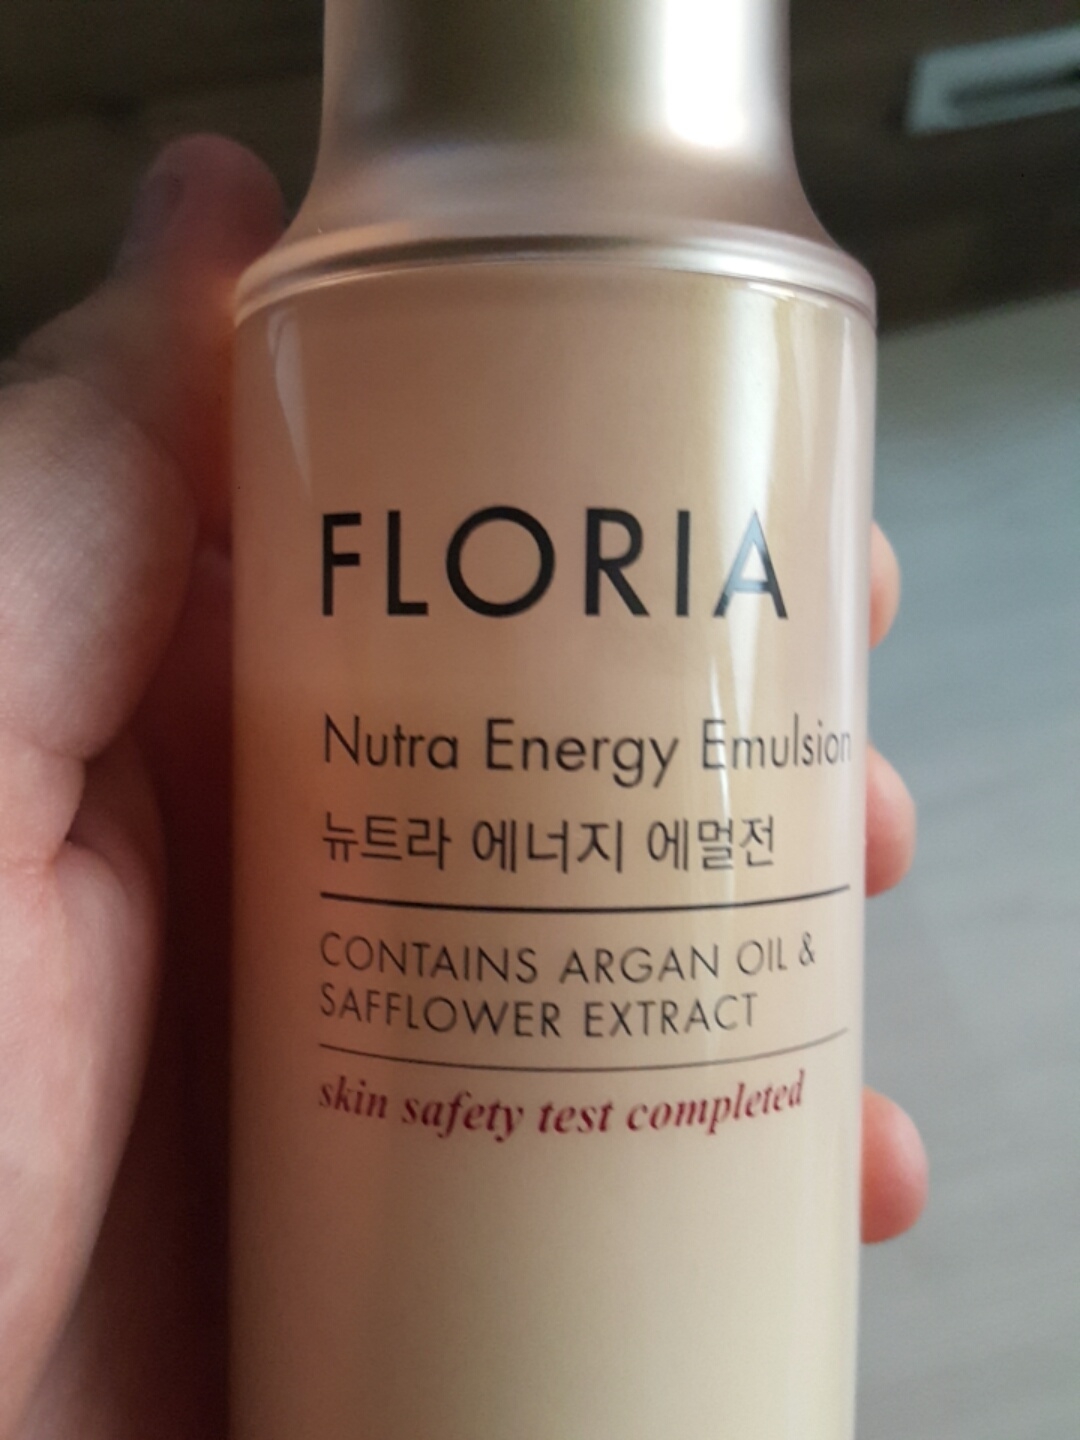 FLORIA
Nutra Energy Emulsion
뉴트라 에너지 에멀전
CONTAINS ARGAN OIL &
SAFFLOWER EXTRACT
skin safety test completed